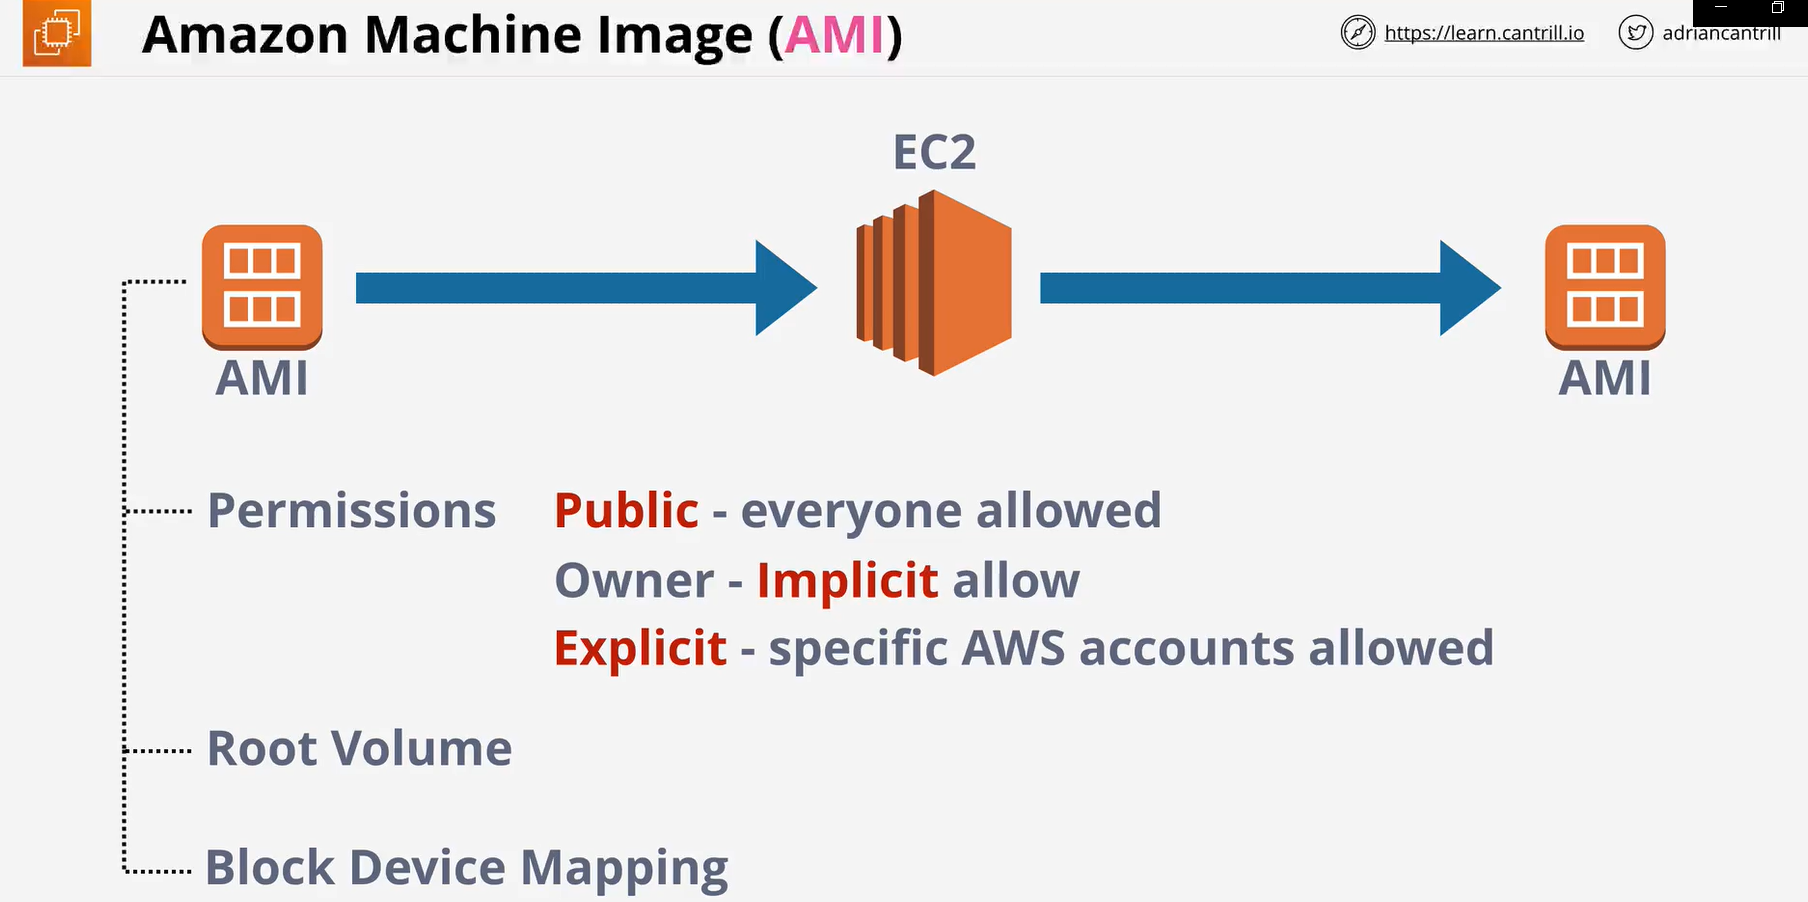 Amazon Machine Image (AMI)
https://learn.cantrill.io
adriancantrill
EC2
AMI
AMI
Permissions
Public - everyone allowed
Owner - Implicit allow
Explicit - specific AWS accounts allowed
Root Volume
Block Device Mapping